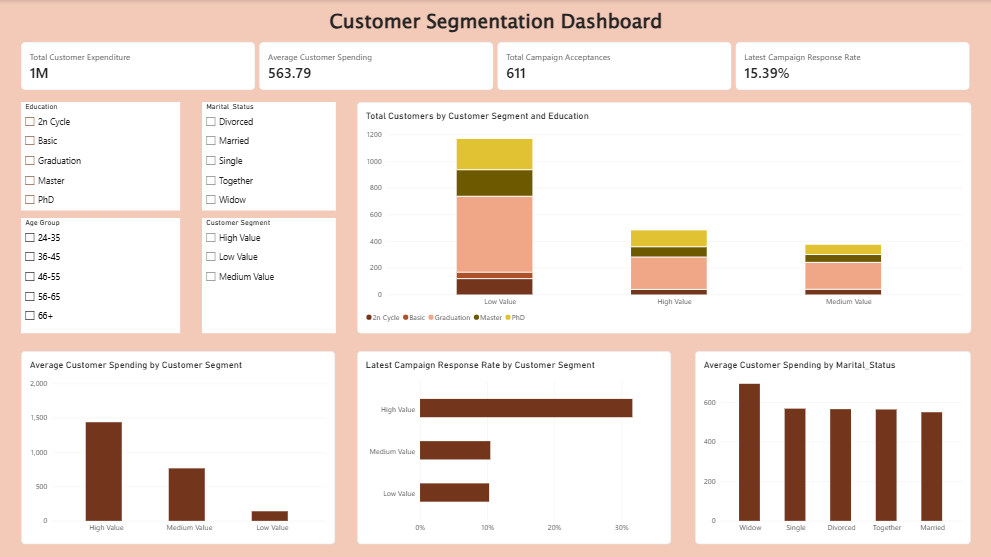 Customer Segmentation Dashboard
Total Customer Expenditure
1M
Average Customer Spending
563.79
Total Campaign Acceptances
611
Latest Campaign Response Rate
15.39%
Education
2n Cycle
Basic
Graduation
Master
PhD
Marital_Status
Divorced
Married
Single
Together
Widow
Age Group
24-35
36-45
46-55
56-65
66+
Customer Segment
High Value
Low Value
Medium Value
Total Customers by Customer Segment and Education
1200
1000
800
600
400
200
0
Low Value High Value Medium Value
2n Cycle Basic Graduation Master PhD
Average Customer Spending by Customer Segment
2,000
1,500
1,000
500
0
High Value Medium Value Low Value
Latest Campaign Response Rate by Customer Segment
High Value
Medium Value
Low Value
0% 10% 20% 30%
Average Customer Spending by Marital_Status
600
400
200
0
Widow Single Divorced Together Married